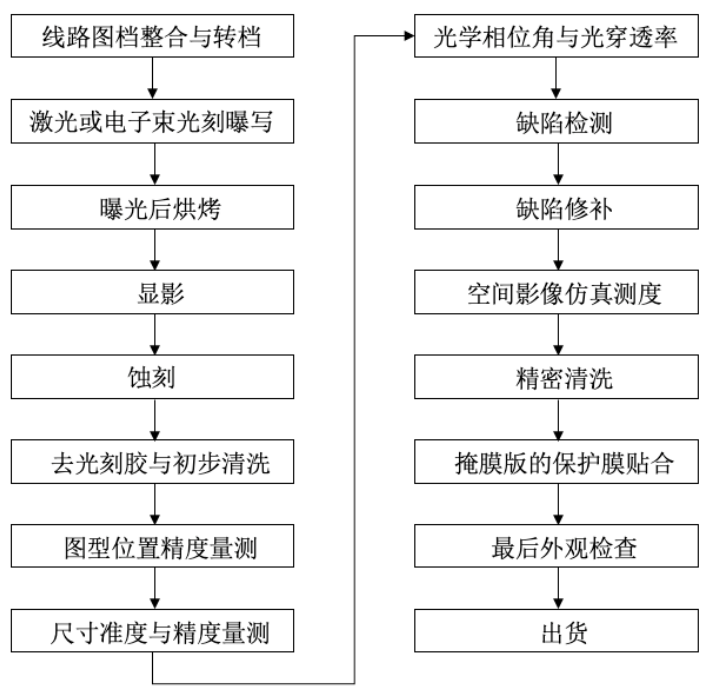 线路图档整合与转档
激光或电子束光刻曝写
曝光后烘烤
显影
蚀刻
去光刻胶与初步清洗
图型位置精度量测
尺寸准度与精度量测
光学相位角与光穿透率
缺陷检测
缺陷修补
空间影像仿真测度
精密清洗
掩膜版的保护膜贴合
最后外观检查
出货